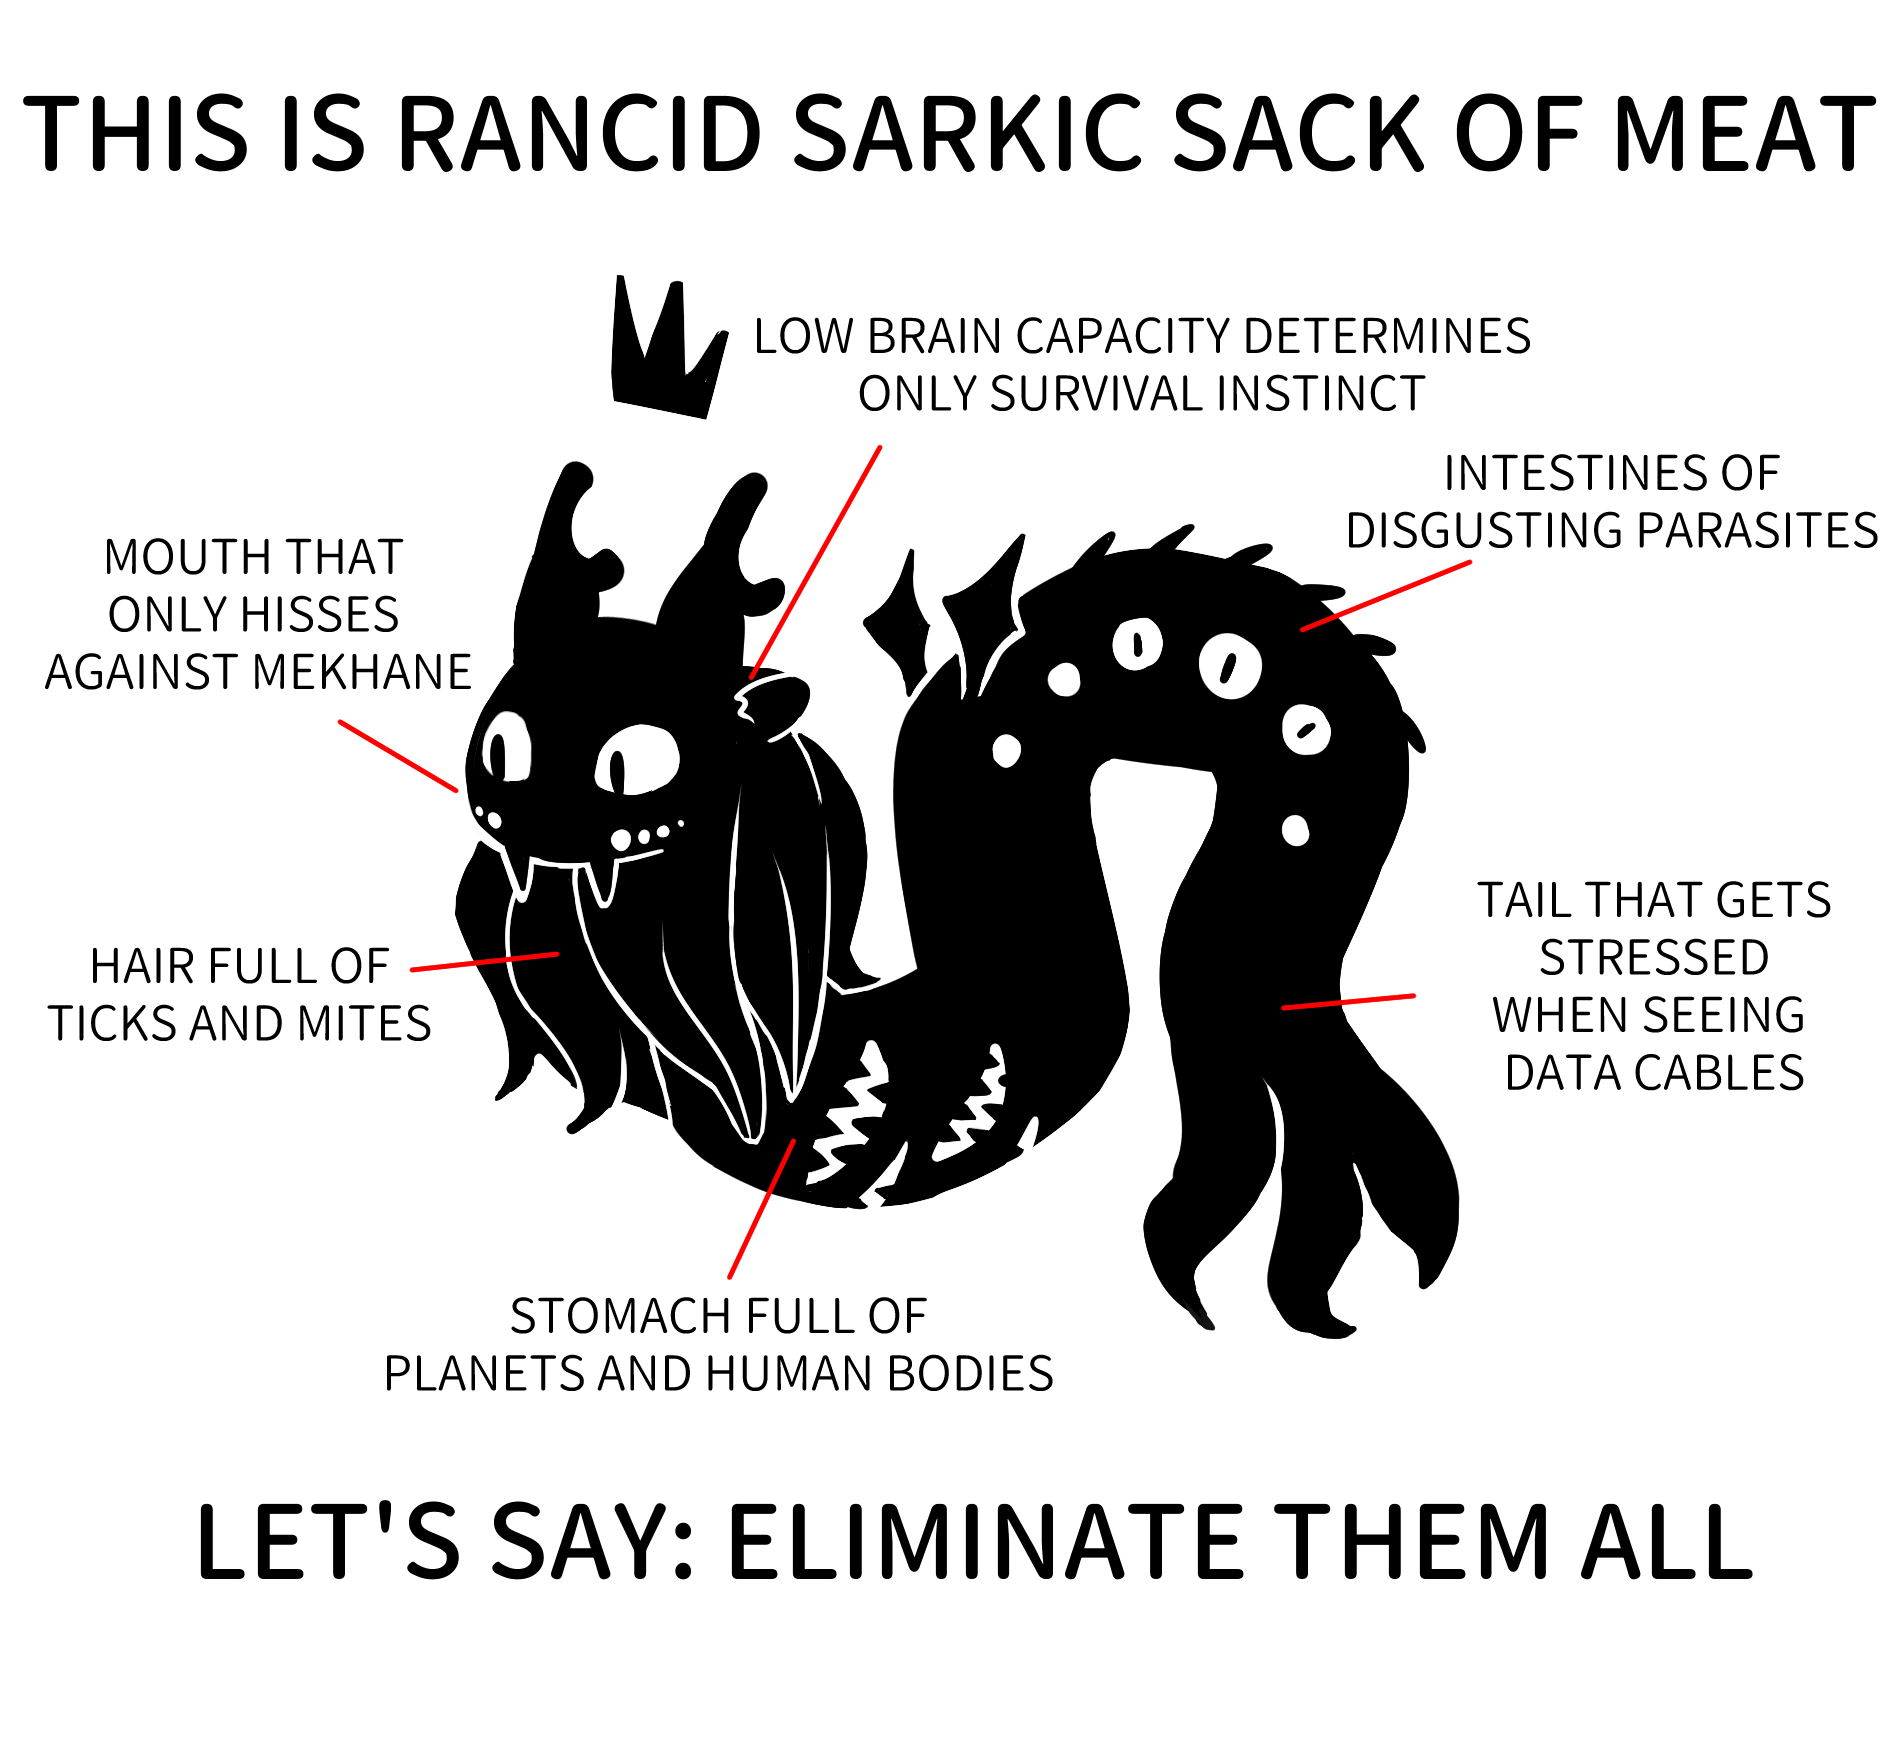 THIS IS RANCID SARKIC SACK OF MEAT
LOW BRAIN CAPACITY DETERMINES
ONLY SURVIVAL INSTINCT
INTESTINES OF
DISGUSTING PARASITES
MOUTH THAT
ONLY HISSES
AGAINST MEKHANE
TAIL THAT GETS
STRESSED
WHEN SEEING
DATA CABLES
HAIR FULL OF
TICKS AND MITES
STOMACH FULL OF
PLANETS AND HUMAN BODIES
LET'S SAY: ELIMINATE THEM ALL